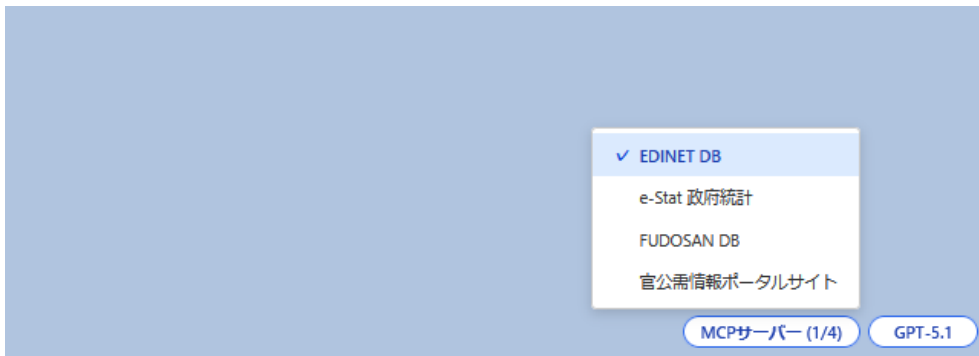 ✓ EDINET DB
e-Stat 政府統計
FUDOSAN DB
官公需情報ポータルサイト
MCPサーバー (1/4) GPT-5.1